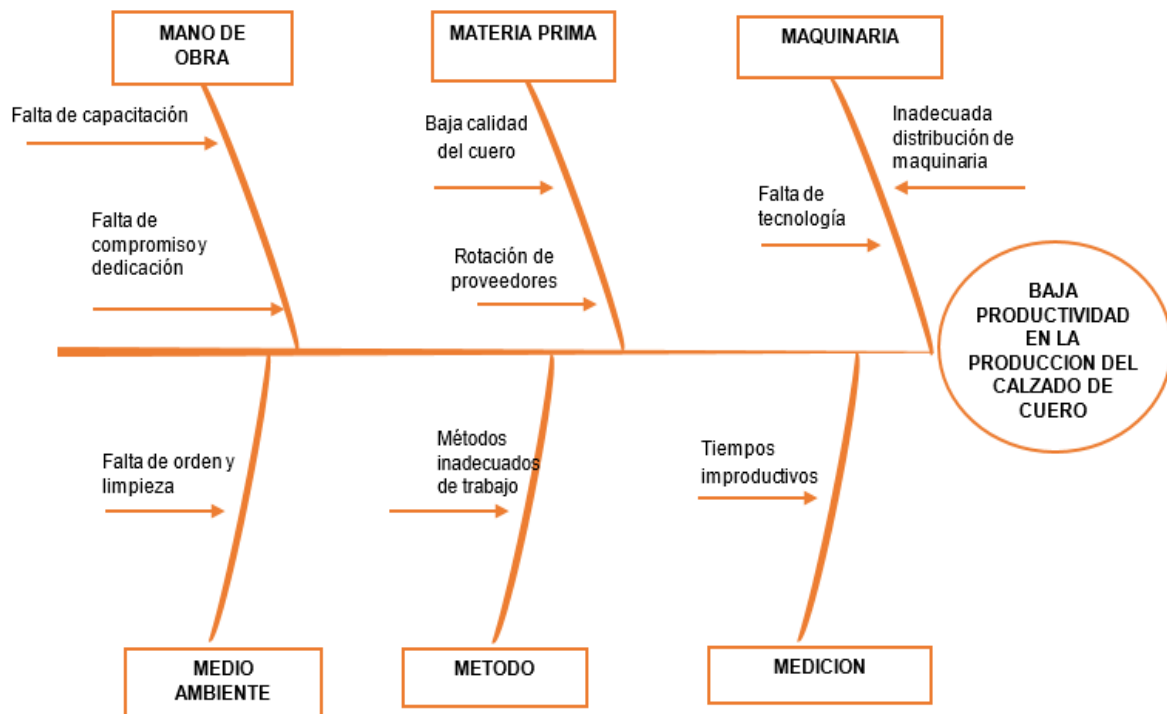 MANO DE
OBRA
MATERIA PRIMA
MAQUINARIA
Falta de capacitación
Baja calidad
del cuero
Inadecuada
distribución de
maquinaria
Falta de
compromiso y
dedicación
Falta de
tecnología
Rotación de
proveedores
BAJA
PRODUCTIVIDAD
EN LA
PRODUCCION DEL
CALZADO DE
CUERO
Falta de orden y
limpieza
Métodos
inadecuados
de trabajo
Tiempos
improductivos
MEDIO
AMBIENTE
METODO
MEDICION